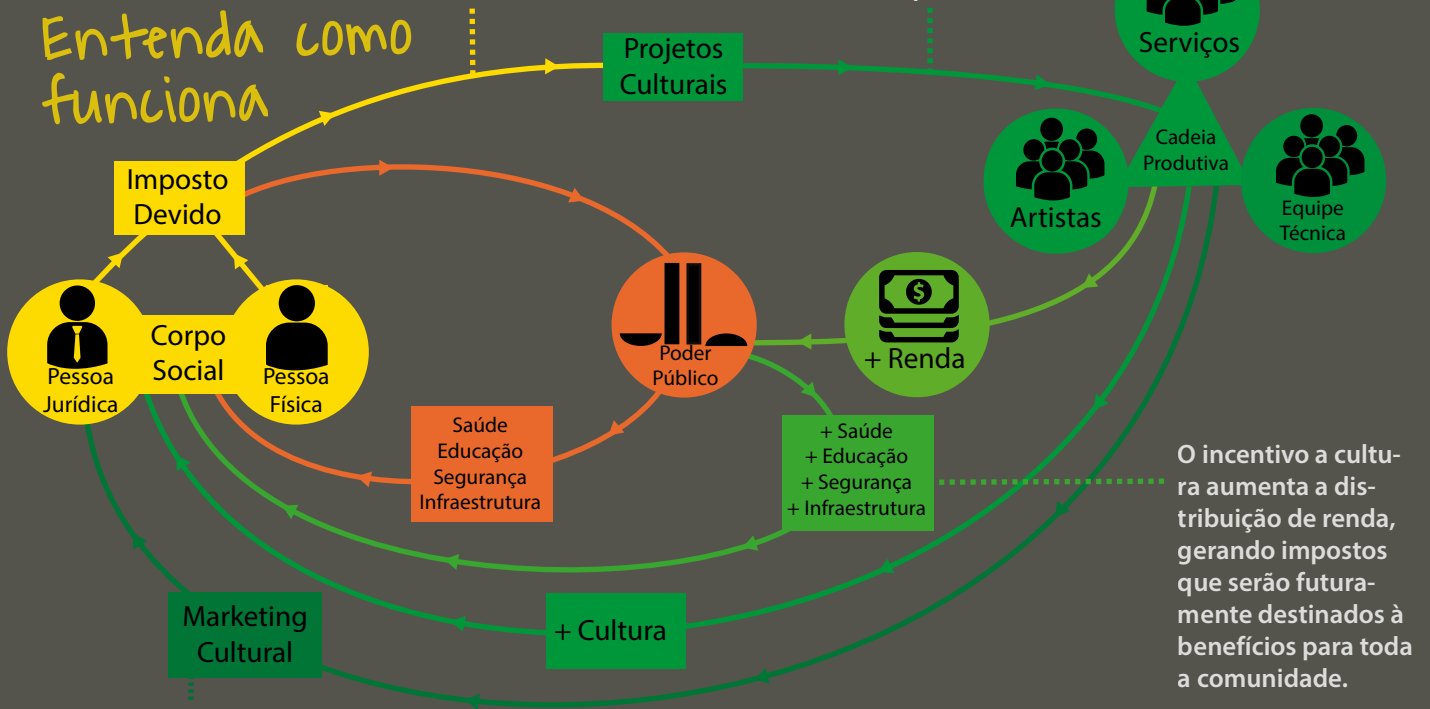 Entenda como
funciona
Projetos
Culturais
Serviços
Cadeia
Produtiva
Artistas
Equipe
Técnica
Imposto
Devido
Corpo
Social
Pessoa
Jurídica
Pessoa
Física
Poder
Público
+ Renda
Saúde
Educação
Segurança
Infraestrutura
+ Saúde
+ Educação
+ Segurança
+ Infraestrutura
O incentivo a cultu-
ra aumenta a dis-
tribuição de renda,
gerando impostos
que serão futura-
mente destinados à
benefícios para toda
a comunidade.
Marketing
Cultural
+ Cultura